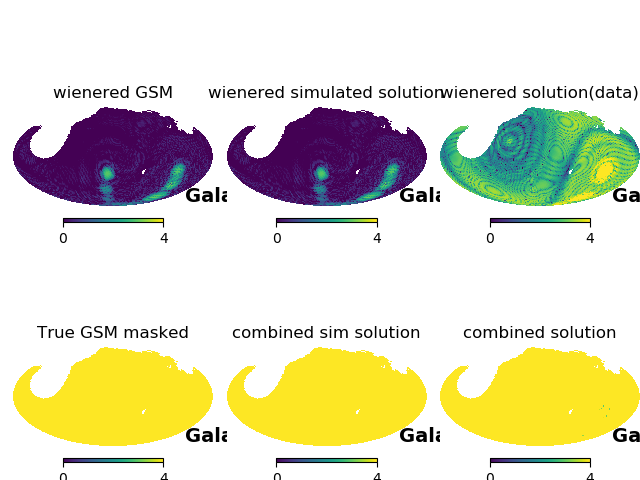 wienered GSM
wienered simulated solution
wienered solution(data)
Gala
Gala
Ga
0 4
0 4
0 4
True GSM masked
combined sim solution
combined solution
Gala
Gala
Ga
0 4
0 4
0 4